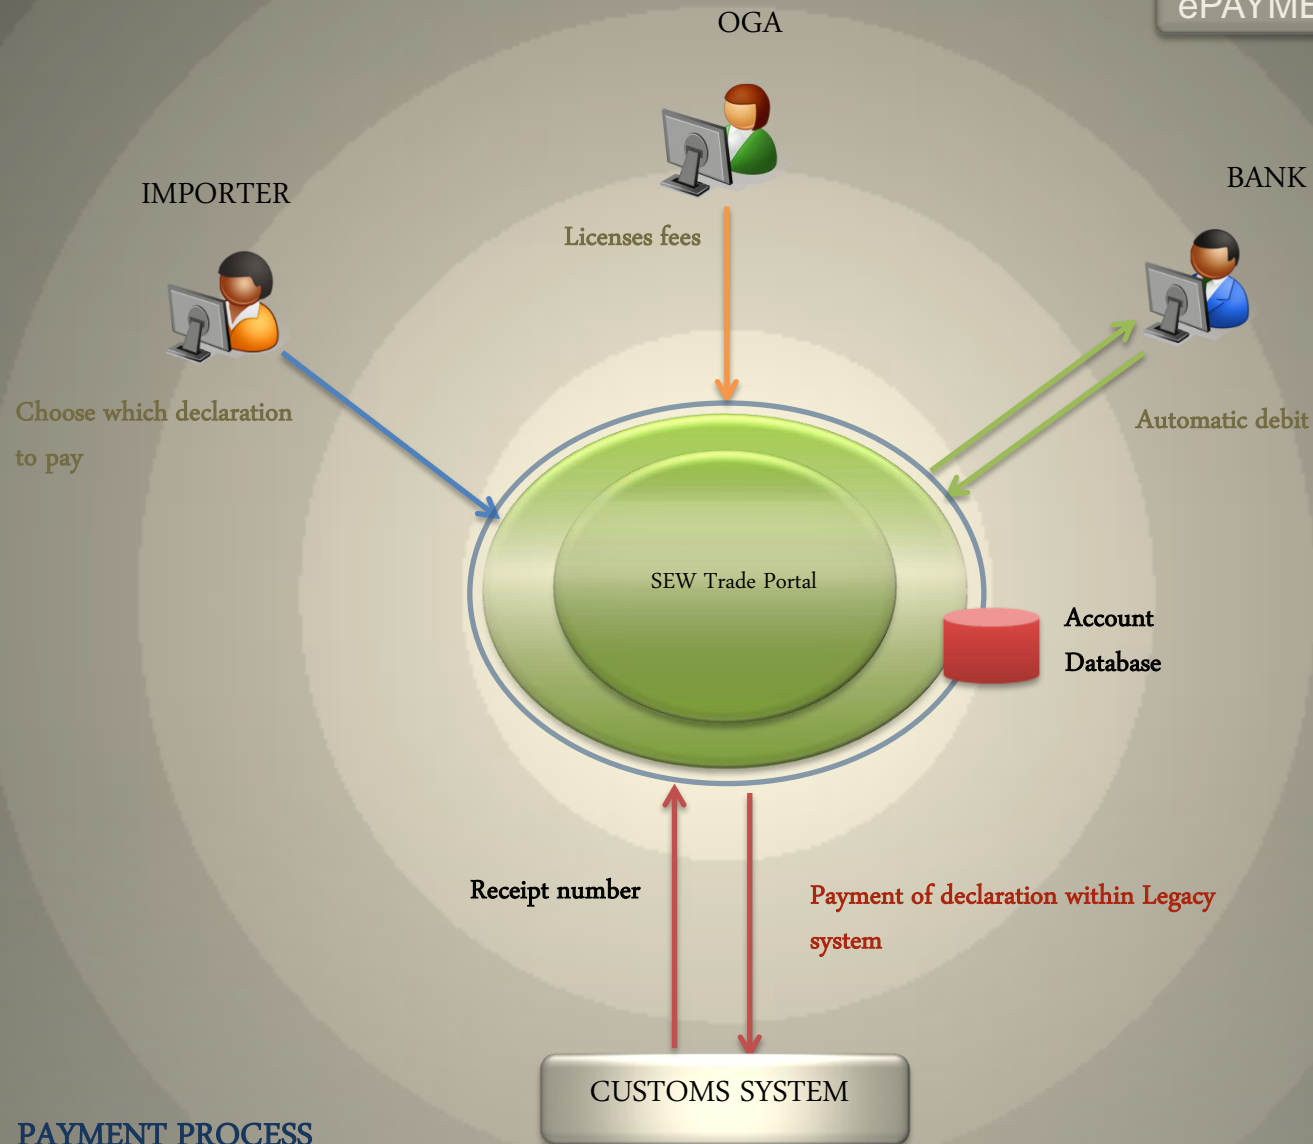 OGA
IMPORTER
BANK
Licenses fees
Choose which declaration
to pay
Automatic debit
SEW Trade Portal
Account
Database
Receipt number
Payment of declaration within Legacy
system
CUSTOMS SYSTEM
PAYMENT PROCESS